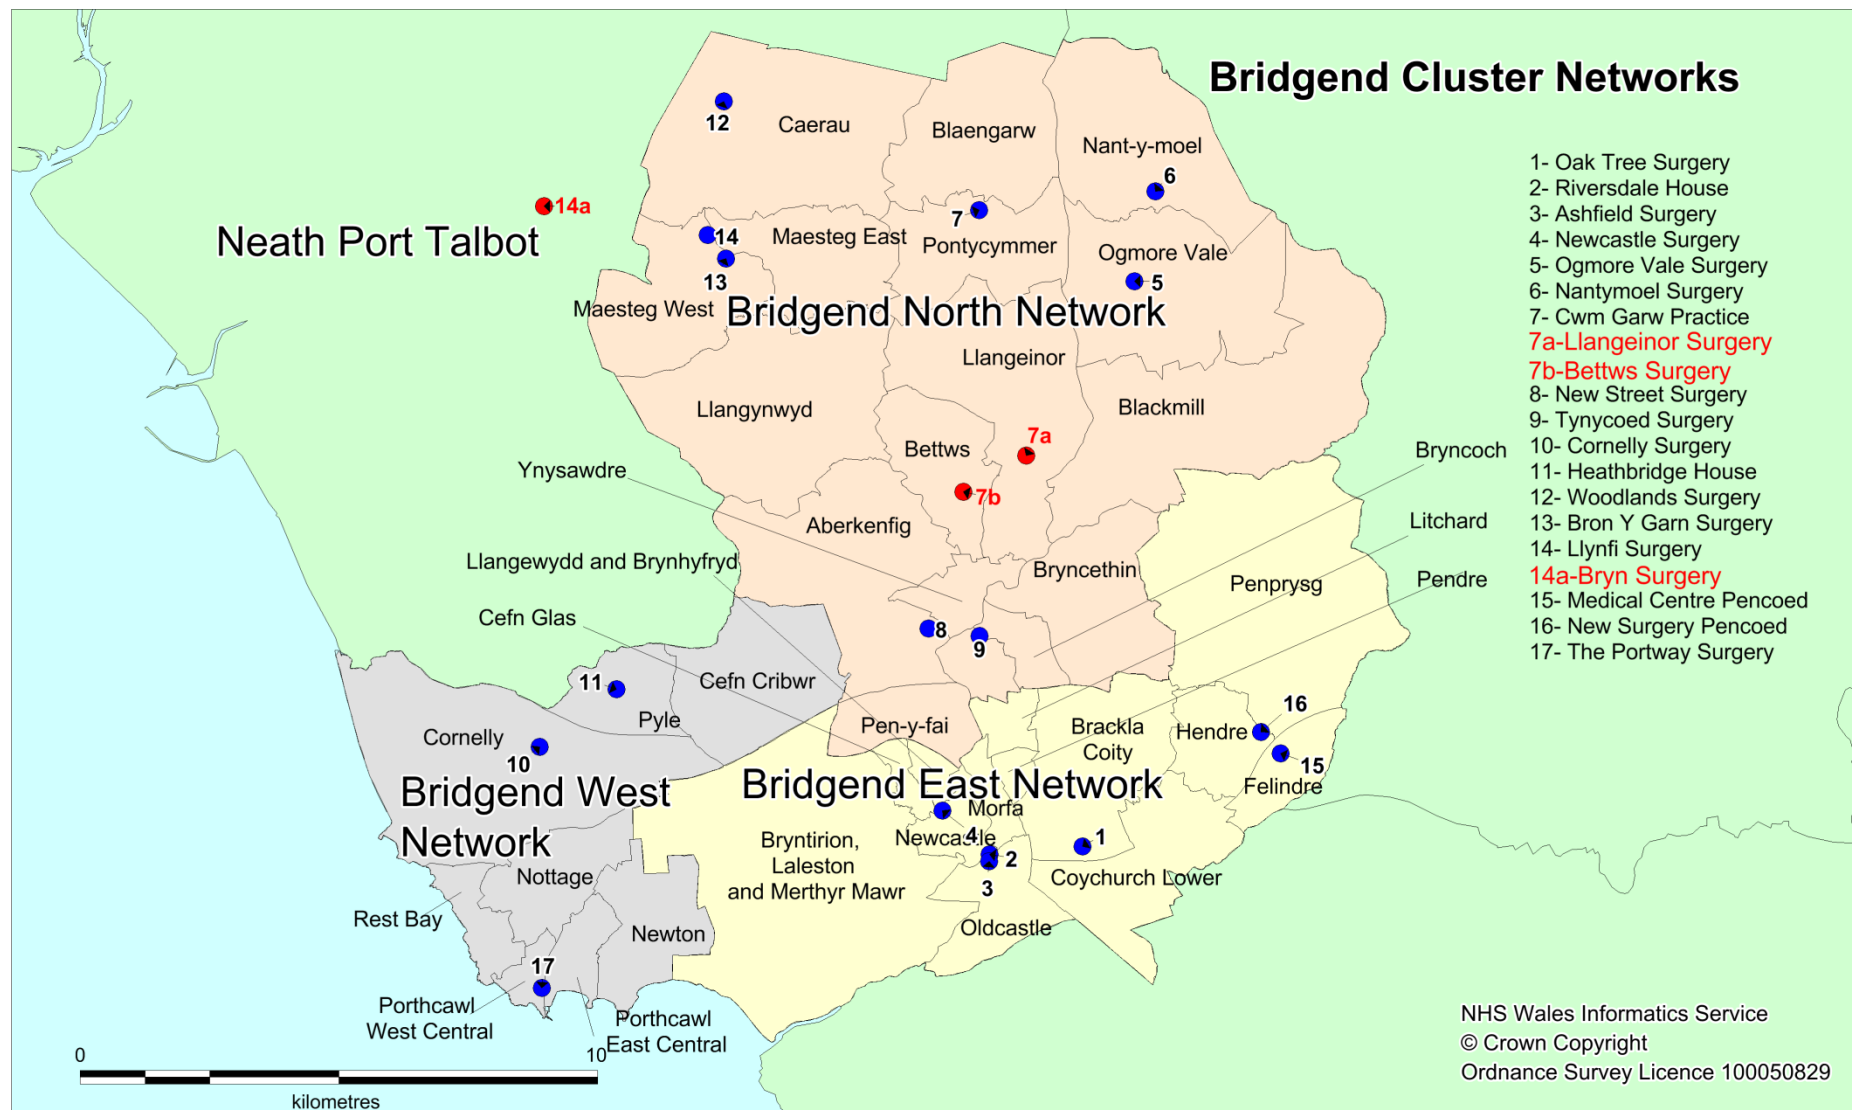 Bridgend Cluster Networks
1- Oak Tree Surgery
2- Riversdale House
3- Ashfield Surgery
4- Newcastle Surgery
5- Ogmore Vale Surgery
6- Nantymoel Surgery
7- Cwm Garw Practice
7a-Llangeinor Surgery
7b-Bettws Surgery
8- New Street Surgery
9- Tynycoed Surgery
10- Cornelly Surgery
11- Heathbridge House
12- Woodlands Surgery
13- Bron Y Garn Surgery
14- Llynfi Surgery
14a-Bryn Surgery
15- Medical Centre Pencoed
16- New Surgery Pencoed
17- The Portway Surgery
12
Caerau
Blaengarw
Nant-y-moel
6
14a
Neath Port Talbot
14
Maesteg East
7
Pontycymmer
Ogmore Vale
13
5
Maesteg West
Bridgend North Network
Llangeinor
Llangynwyd
Blackmill
Bettws
7a
7b
Bryncoch
Ynysawdre
Aberkenfig
Litchard
Llangewydd and Brynhyfryd
Bryncethin
Penprysg
Pendre
Cefn Glas
8
9
11
Cefn Cribwr
Pyle
Cornelly
10
Pen-y-fai
Brackla
Coity
Hendre
16
15
Felindre
Bridgend West
Network
Bridgend East Network
Morfa
Newcastle
4
1
2
3
Bryntirion,
Laleston
and Merthyr Mawr
Coychurch Lower
Oldcastle
Nottage
Rest Bay
Newton
17
Porthcawl
West Central
Porthcawl
East Central
0
10
kilometres
NHS Wales Informatics Service
© Crown Copyright
Ordnance Survey Licence 100050829